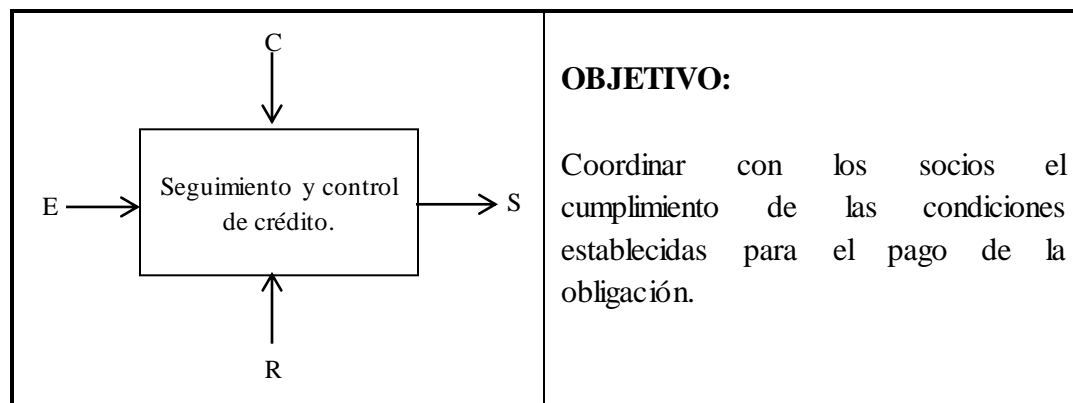 C
E
Seguimiento y control
de crédito.
S
R
OBJETIVO:
Coordinar con los socios el
cumplimiento de las condiciones
establecidas para el pago de la
obligación.